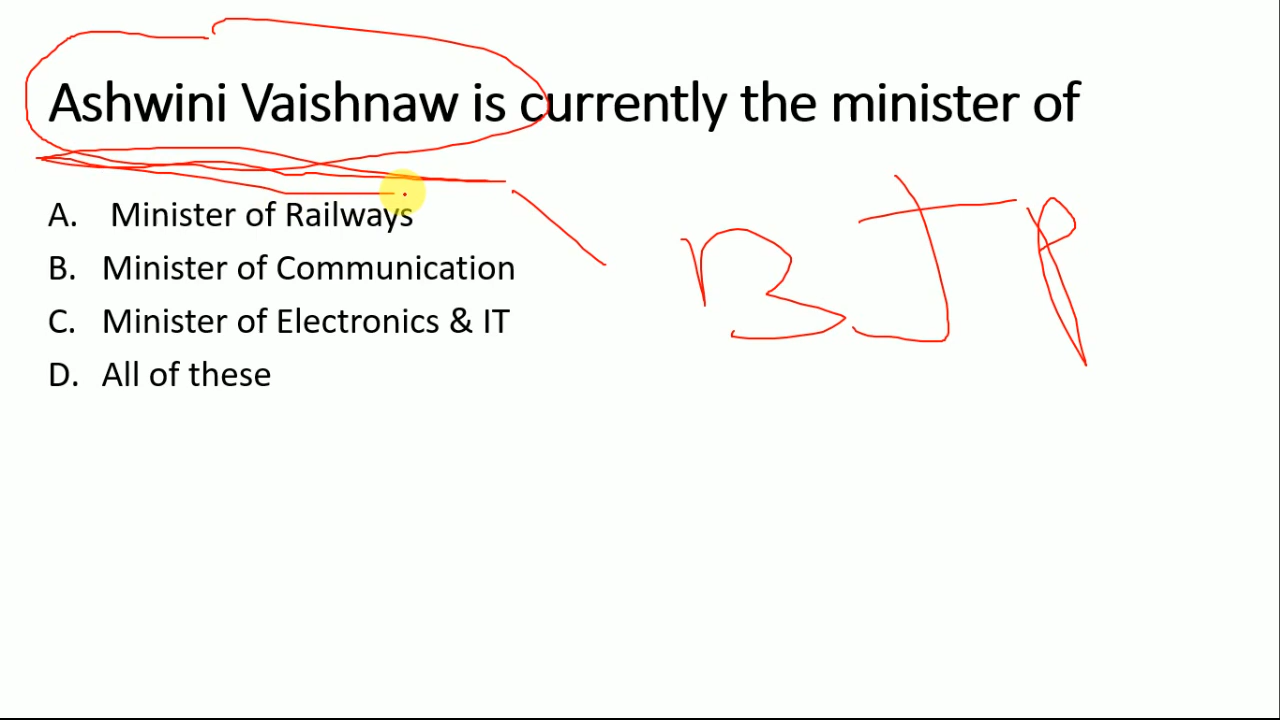 Ashwini Vaishnaw is currently the minister of
A. Minister of Railways
BJP
B. Minister of Communication
C. Minister of Electronics & IT
D. All of these